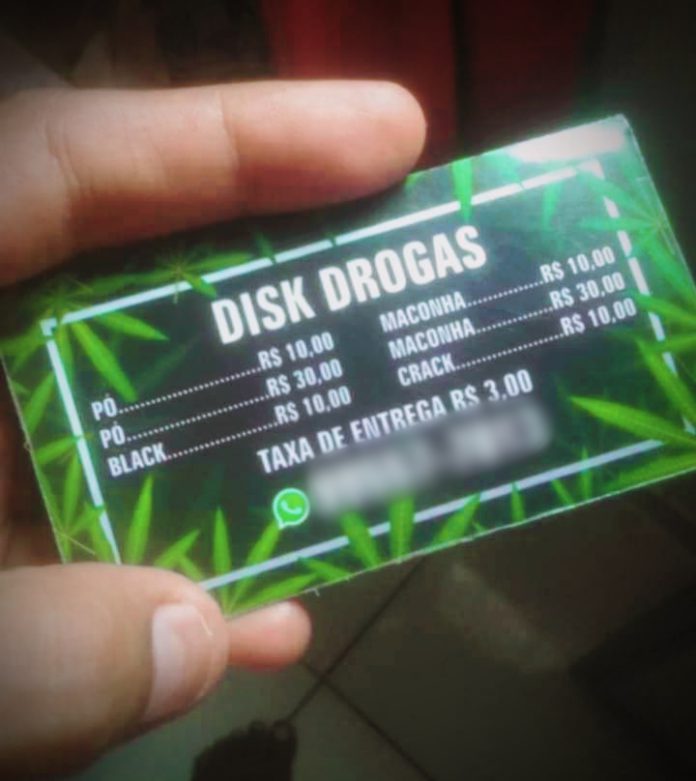 DISK DROGAS
PÓ..............................R$ 10,00
PÓ..............................R$ 30,00
BLACK.......................R$ 10,00
MACONHA...............R$ 10,00
MACONHA...............R$ 30,00
CRACK......................R$ 10,00
TAXA DE ENTREGA R$ 3,00